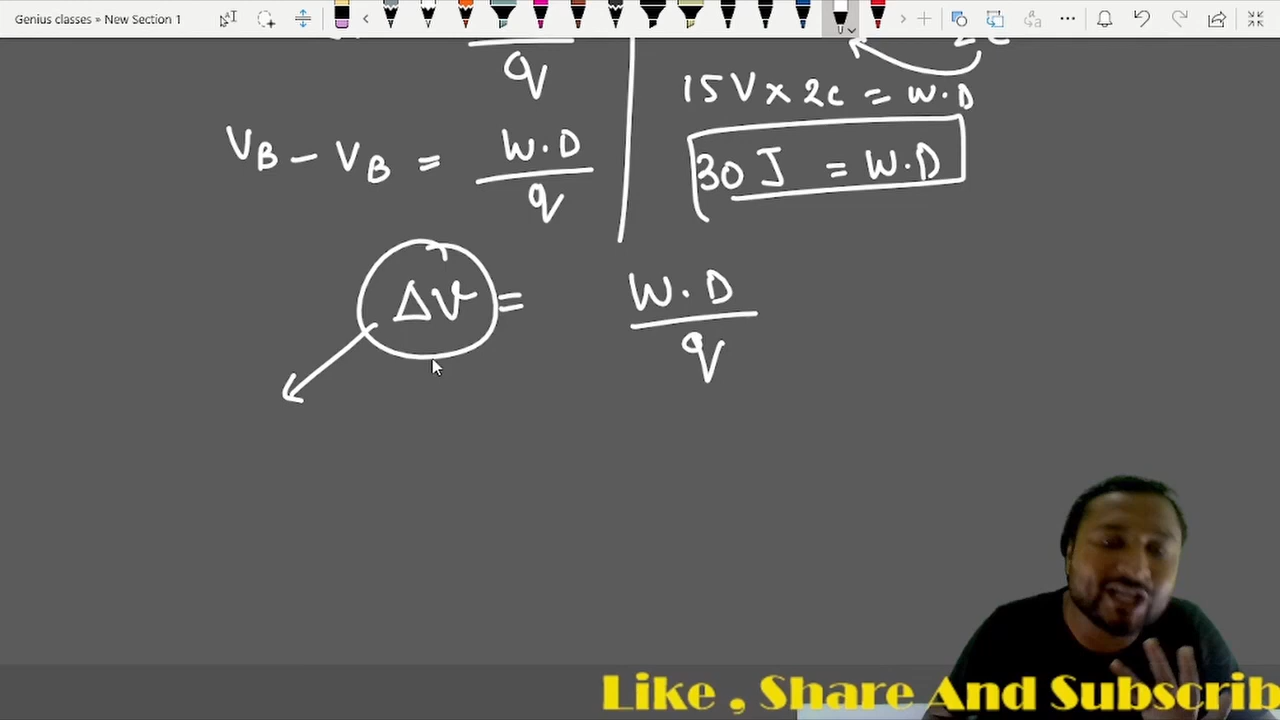 Genius classes » New Section 1
q
15V × 2c = W.D
V_B – V_B = W.D / q
30 J = W.D
ΔV = W.D / q
Like , Share And Subscrib